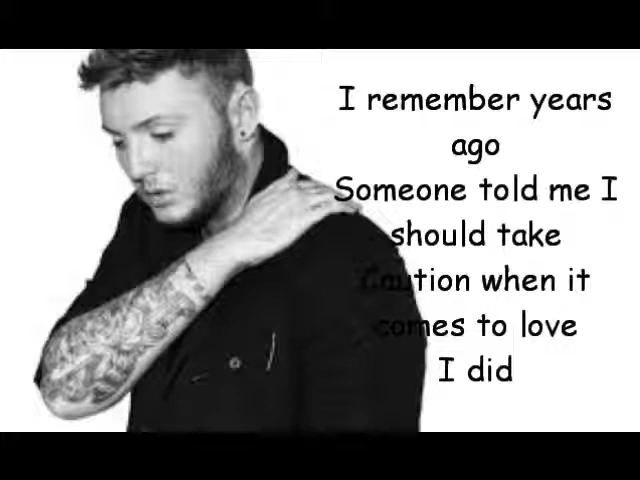 I remember years
ago
Someone told me I
should take
Caution when it
comes to love
I did